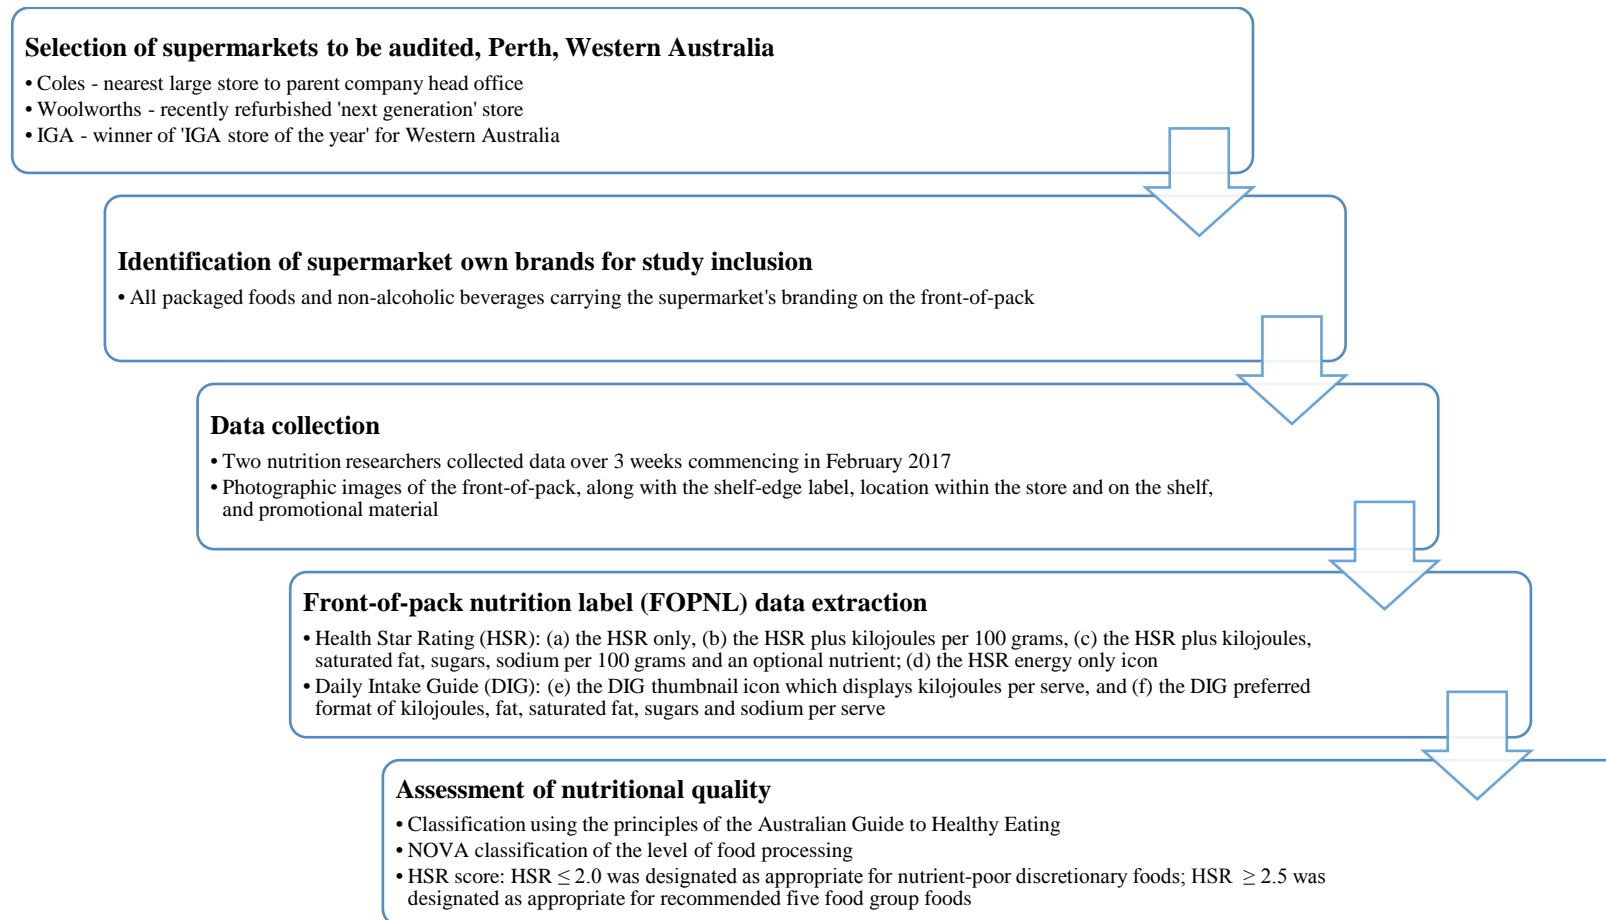 Selection of supermarkets to be audited, Perth, Western Australia
• Coles - nearest large store to parent company head office
• Woolworths - recently refurbished 'next generation' store
• IGA - winner of 'IGA store of the year' for Western Australia
Identification of supermarket own brands for study inclusion
• All packaged foods and non-alcoholic beverages carrying the supermarket's branding on the front-of-pack
Data collection
• Two nutrition researchers collected data over 3 weeks commencing in February 2017
• Photographic images of the front-of-pack, along with the shelf-edge label, location within the store and on the shelf,
and promotional material
Front-of-pack nutrition label (FOPNL) data extraction
• Health Star Rating (HSR): (a) the HSR only, (b) the HSR plus kilojoules per 100 grams, (c) the HSR plus kilojoules,
saturated fat, sugars, sodium per 100 grams and an optional nutrient; (d) the HSR energy only icon
• Daily Intake Guide (DIG): (e) the DIG thumbnail icon which displays kilojoules per serve, and (f) the DIG preferred
format of kilojoules, fat, saturated fat, sugars and sodium per serve
Assessment of nutritional quality
• Classification using the principles of the Australian Guide to Healthy Eating
• NOVA classification of the level of food processing
• HSR score: HSR ≤ 2.0 was designated as appropriate for nutrient-poor discretionary foods; HSR ≥ 2.5 was
designated as appropriate for recommended five food group foods